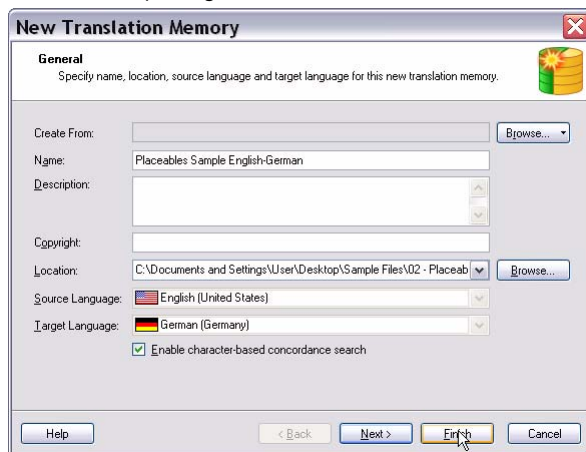 New Translation Memory
General
Specify name, location, source language and target language for this new translation memory.
Create From:
Browse...
Name:
Placeables Sample English-German
Description:
Copyright:
Location:
C:\Documents and Settings\User\Desktop\Sample Files\02 - Placeab
Browse...
Source Language:
English (United States)
Target Language:
German (Germany)
Enable character-based concordance search
Help
< Back
Next >
Finish
Cancel